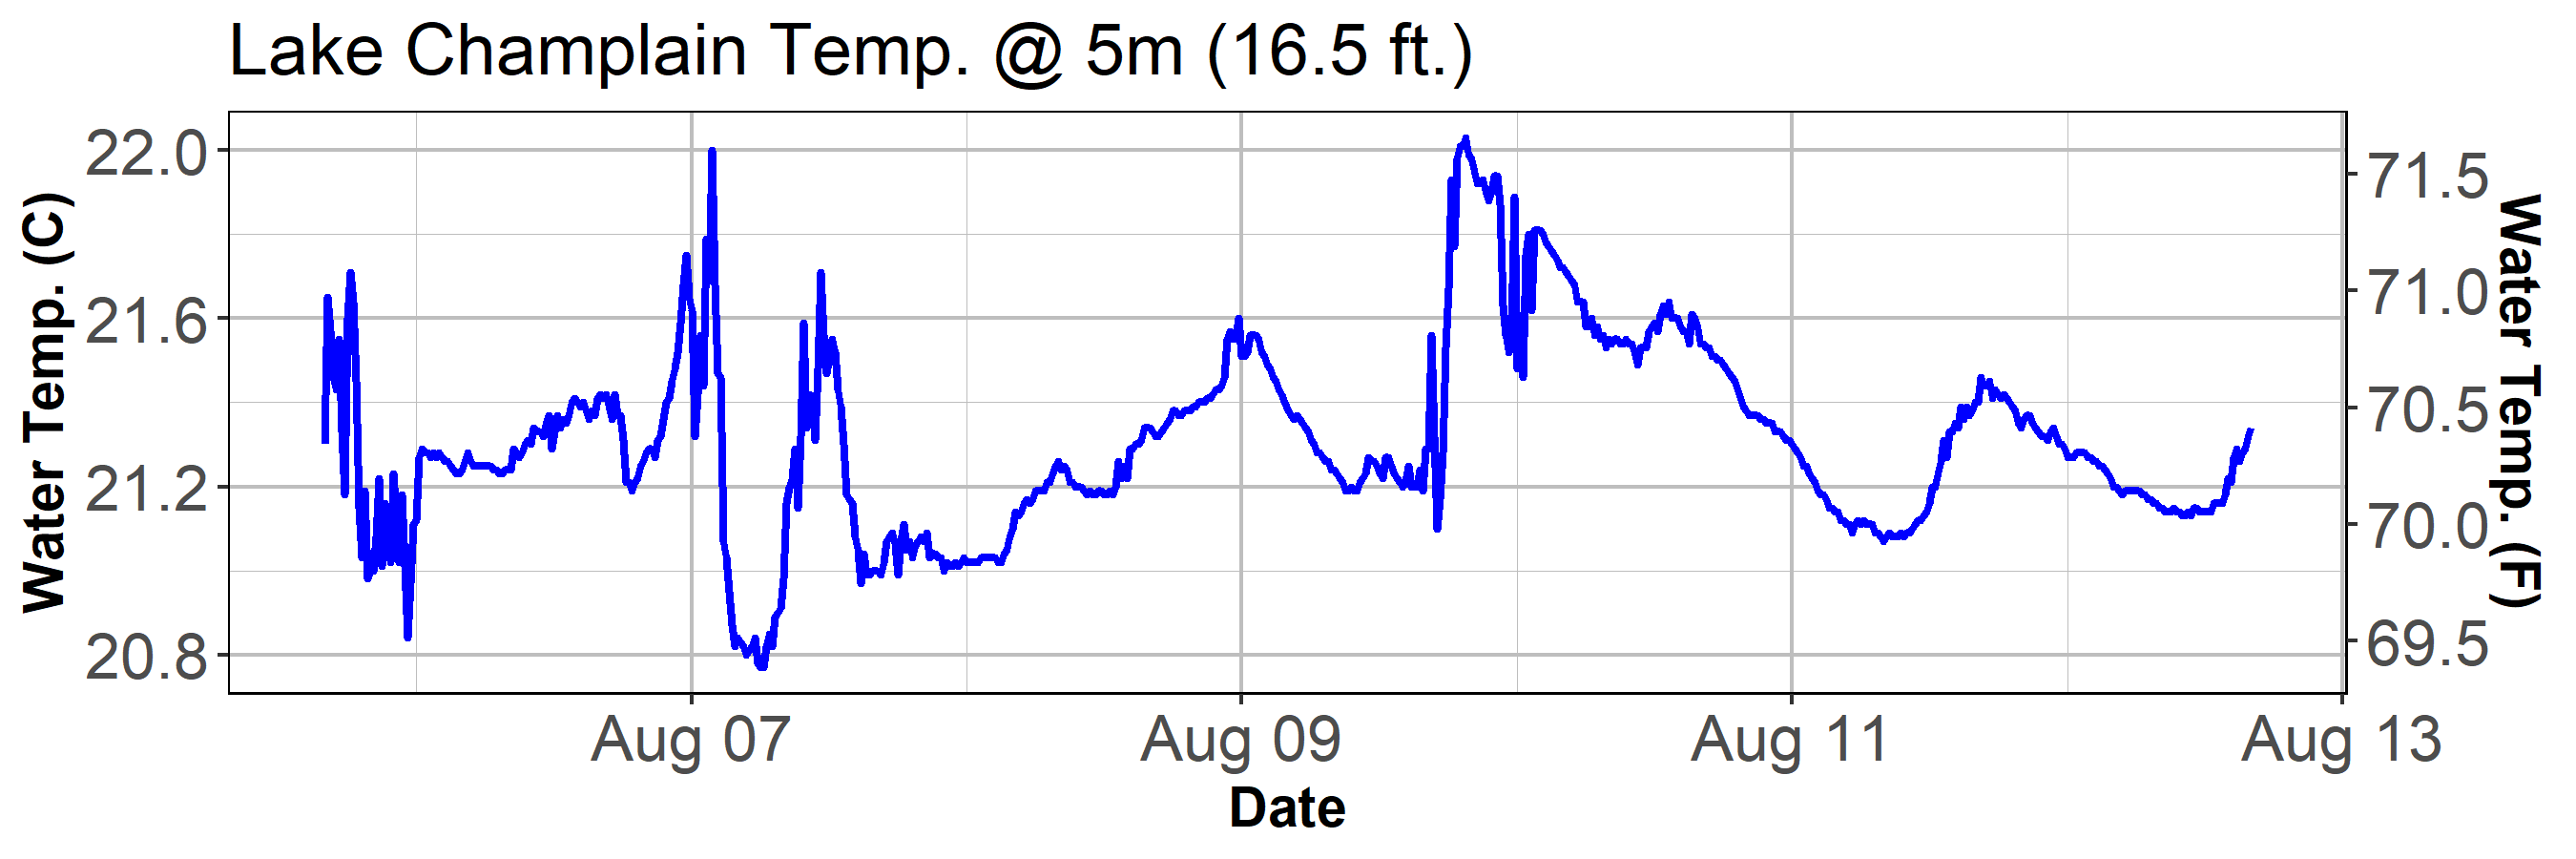 Lake Champlain Temp. @ 5m (16.5 ft.)
Water Temp. (C)
22.0
21.6
21.2
20.8
71.5
71.0
70.5
70.0
69.5
Water Temp. (F)
Aug 07 Aug 09 Aug 11 Aug 13
Date